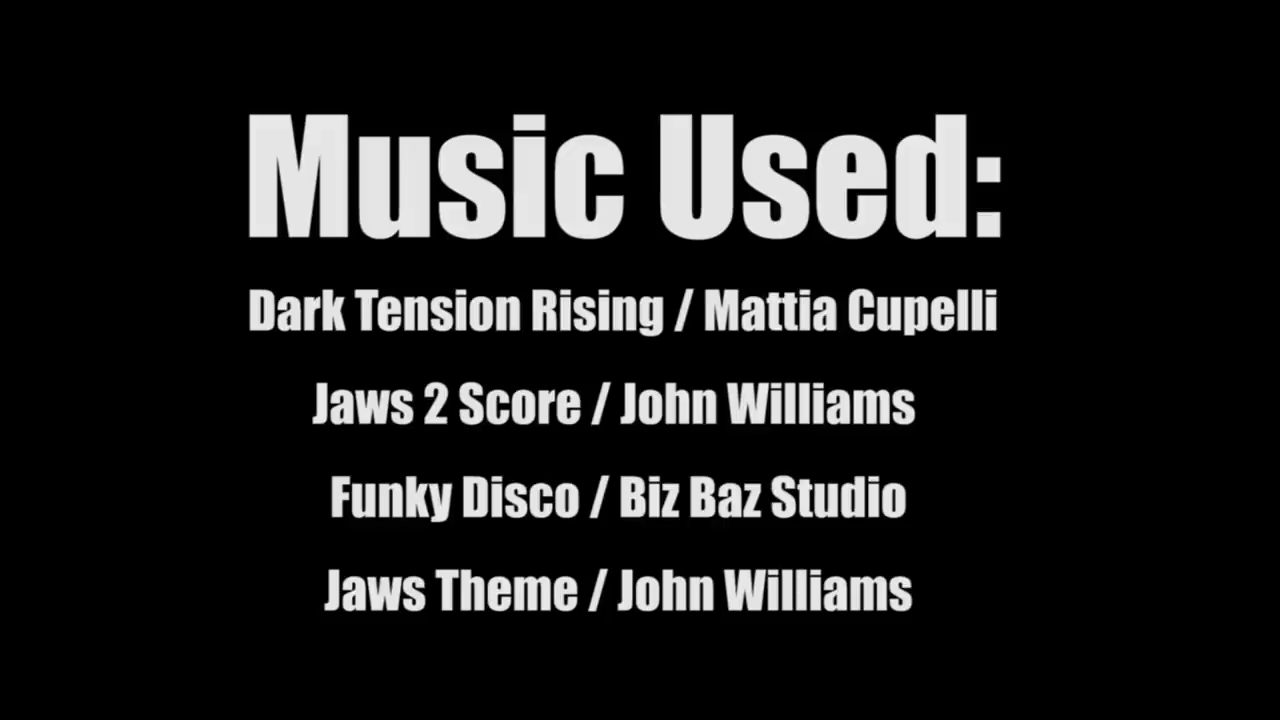 Music Used:
Dark Tension Rising / Mattia Cupelli
Jaws 2 Score / John Williams
Funky Disco / Biz Baz Studio
Jaws Theme / John Williams